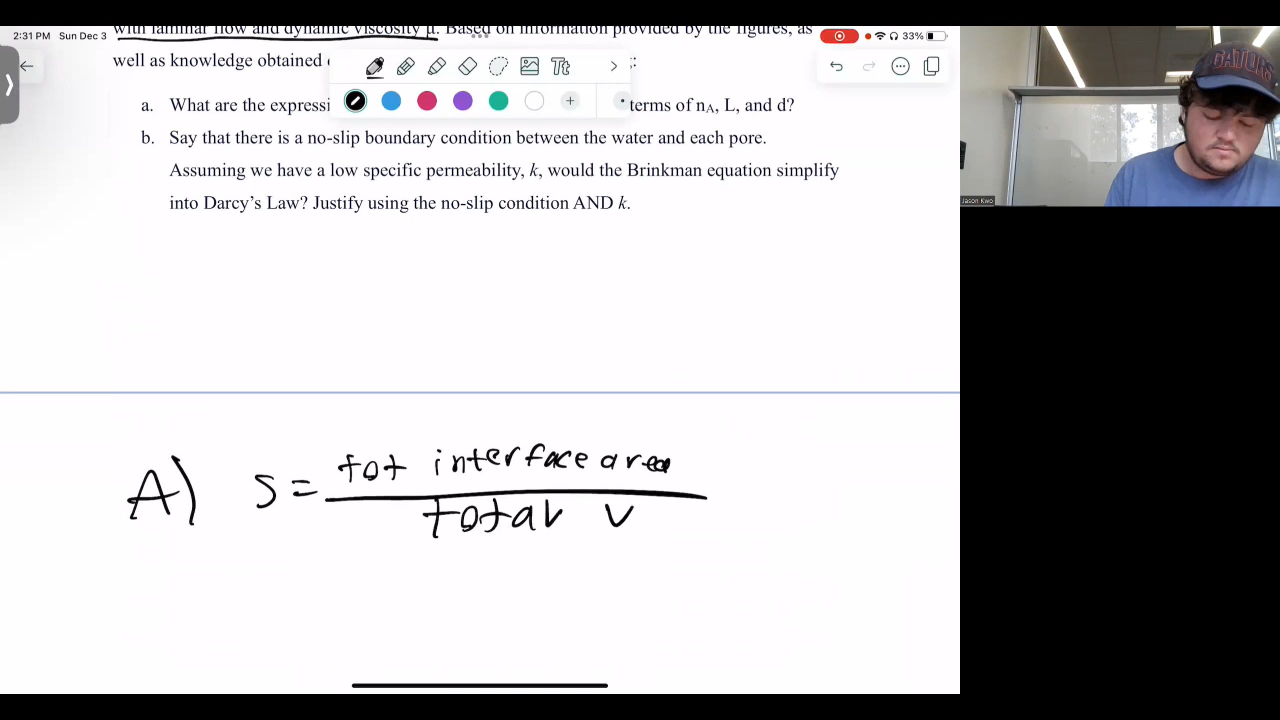 2:31 PM Sun Dec 3
33%
with laminar flow and dynamic viscosity μ. Based on information provided by the figures, as
well as knowledge obtained
:
Tt
a. What are the expressi terms of nA, L, and d?
b. Say that there is a no-slip boundary condition between the water and each pore.
Assuming we have a low specific permeability, k, would the Brinkman equation simplify
into Darcy's Law? Justify using the no-slip condition AND k.
A) S = tot interface area
total V
GATORS
Jason Kwo